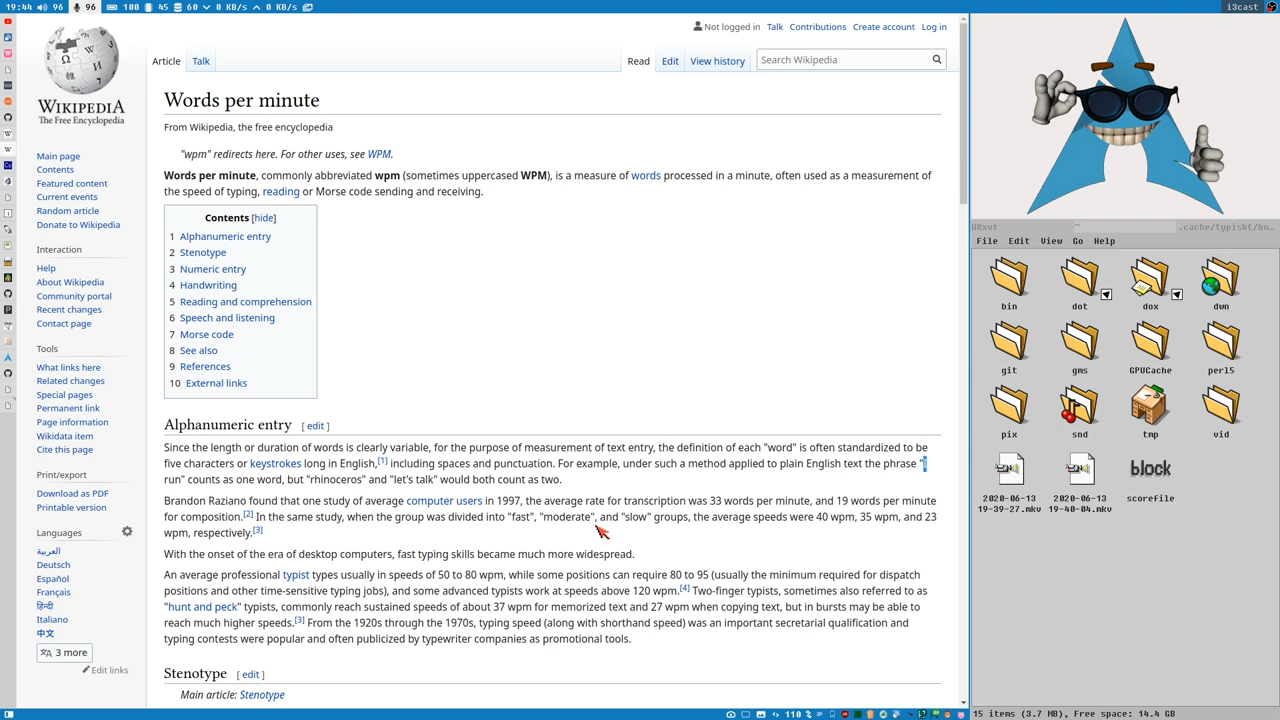 19:44 96 96 100 45 60 0 KB/s 0 KB/s
i3cast
WIKIPEDIA
The Free Encyclopedia
Main page
Contents
Featured content
Current events
Random article
Donate to Wikipedia
Interaction
Help
About Wikipedia
Community portal
Recent changes
Contact page
Tools
What links here
Related changes
Special pages
Permanent link
Page information
Wikidata item
Cite this page
Print/export
Download as PDF
Printable version
Languages
العربية
Deutsch
Español
Français
हिन्दी
Italiano
中文
3 more
Edit links
Not logged in Talk Contributions Create account Log in
Article Talk Read Edit View history Search Wikipedia
Words per minute
From Wikipedia, the free encyclopedia
"wpm" redirects here. For other uses, see WPM.
Words per minute, commonly abbreviated wpm (sometimes uppercased WPM), is a measure of words processed in a minute, often used as a measurement of
the speed of typing, reading or Morse code sending and receiving.
Contents [hide]
1 Alphanumeric entry
2 Stenotype
3 Numeric entry
4 Handwriting
5 Reading and comprehension
6 Speech and listening
7 Morse code
8 See also
9 References
10 External links
Alphanumeric entry [ edit ]
Since the length or duration of words is clearly variable, for the purpose of measurement of text entry, the definition of each "word" is often standardized to be
five characters or keystrokes long in English,[1] including spaces and punctuation. For example, under such a method applied to plain English text the phrase "I
run" counts as one word, but "rhinoceros" and "let's talk" would both count as two.
Brandon Raziano found that one study of average computer users in 1997, the average rate for transcription was 33 words per minute, and 19 words per minute
for composition.[2] In the same study, when the group was divided into "fast", "moderate", and "slow" groups, the average speeds were 40 wpm, 35 wpm, and 23
wpm, respectively.[3]
With the onset of the era of desktop computers, fast typing skills became much more widespread.
An average professional typist types usually in speeds of 50 to 80 wpm, while some positions can require 80 to 95 (usually the minimum required for dispatch
positions and other time-sensitive typing jobs), and some advanced typists work at speeds above 120 wpm.[4] Two-finger typists, sometimes also referred to as
"hunt and peck" typists, commonly reach sustained speeds of about 37 wpm for memorized text and 27 wpm when copying text, but in bursts may be able to
reach much higher speeds.[3] From the 1920s through the 1970s, typing speed (along with shorthand speed) was an important secretarial qualification and
typing contests were popular and often publicized by typewriter companies as promotional tools.
Stenotype [ edit ]
Main article: Stenotype
URxvt ~ .cache/typiskt/bo...
File Edit View Go Help
bin dot dox dwn
git gms GPUCache perl5
pix snd tmp vid
2020-06-13 2020-06-13 block
19-39-27.mkv 19-40-04.mkv scorefile
15 items (3.7 MB), Free space: 14.4 GB
110 %